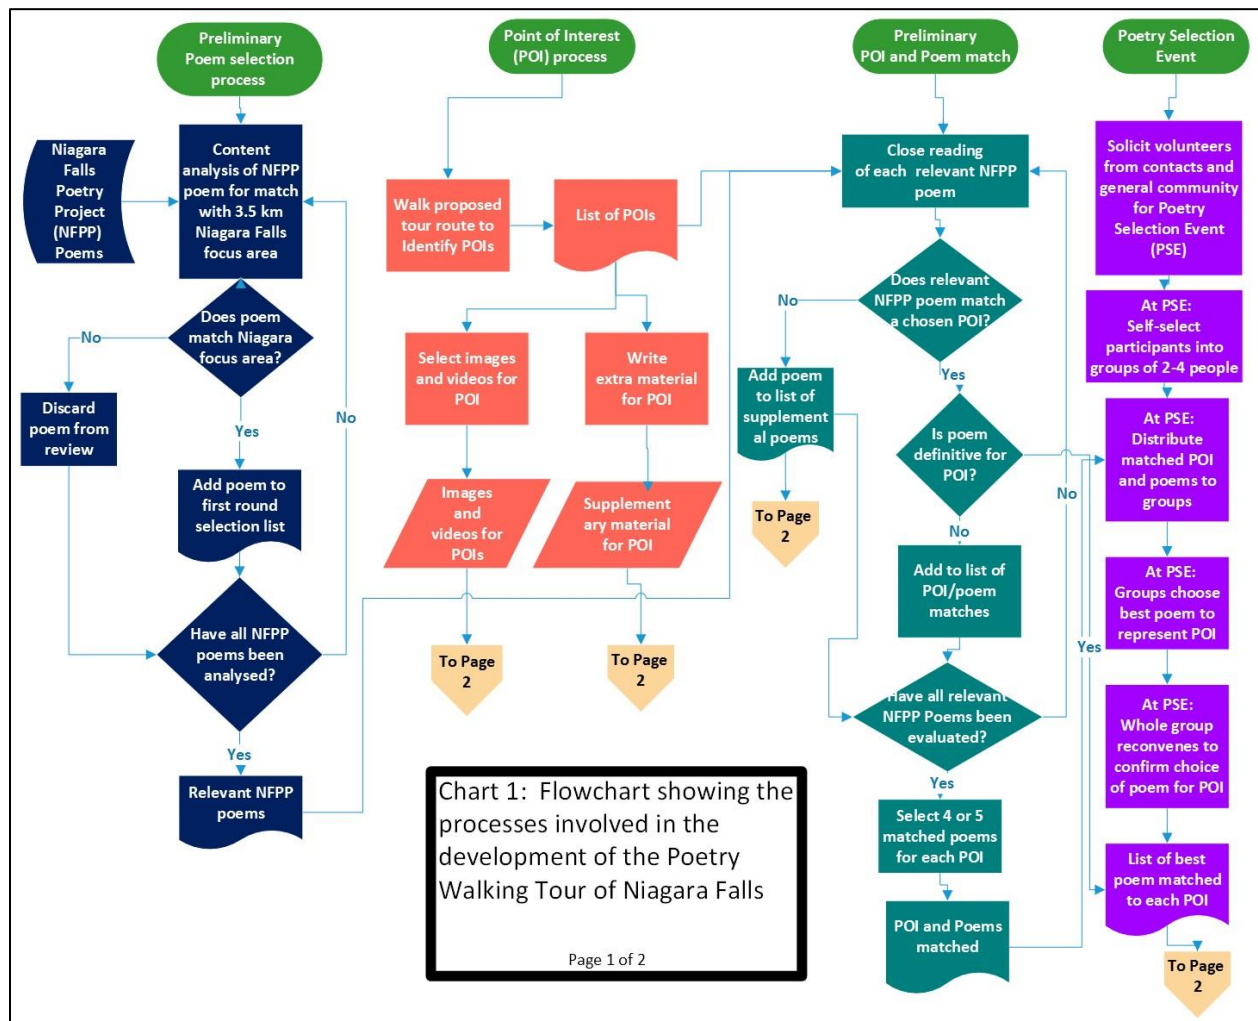 Preliminary
Poem selection
process
Niagara
Falls
Poetry
Project
(NFPP)
Poems
Content
analysis of NFPP
poem for match
with 3.5 km
Niagara Falls
focus area
Does poem
match Niagara
focus area?
No
Discard
poem from
review
Yes
No
Add poem to
first round
selection list
Have all NFPP
poems been
analysed?
Yes
Relevant NFPP
poems
Point of Interest
(POI) process
Walk proposed
tour route to
Identify POIs
List of POIs
Select images
and videos for
POI
Write
extra material
for POI
Images
and
videos for
POIs
Supplement
ary material
for POI
To Page
2
To Page
2
Preliminary
POI and Poem match
Close reading
of each relevant NFPP
poem
Does relevant
NFPP poem match
a chosen POI?
No
Add poem
to list of
supplement
al poems
To Page
2
Yes
Is poem
definitive for
POI?
No
No
Add to list of
POI/poem
matches
Yes
Have all relevant
NFPP Poems been
evaluated?
Yes
Select 4 or 5
matched poems
for each POI
POI and Poems
matched
Poetry Selection
Event
Solicit volunteers
from contacts and
general community
for Poetry
Selection Event
(PSE)
At PSE:
Self-select
participants into
groups of 2-4 people
At PSE:
Distribute
matched POI
and poems to
groups
At PSE:
Groups choose
best poem to
represent POI
At PSE:
Whole group
reconvenes to
confirm choice
of poem for POI
List of best
poem matched
to each POI
To Page
2
Chart 1: Flowchart showing the
processes involved in the
development of the Poetry
Walking Tour of Niagara Falls
Page 1 of 2